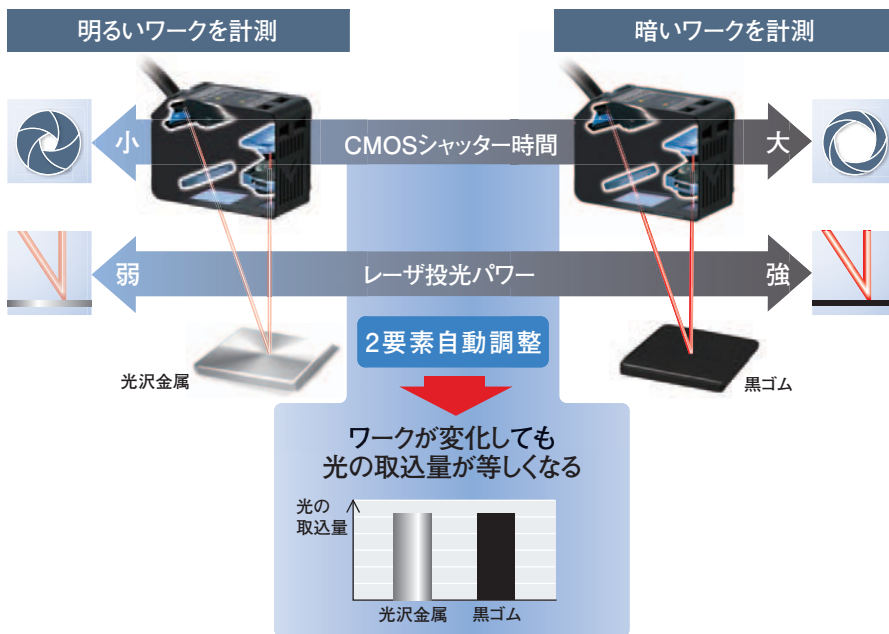 明るいワークを計測
暗いワークを計測
小
CMOSシャッター時間
大
弱
レーザ投光パワー
強
光沢金属
2要素自動調整
黒ゴム
ワークが変化しても
光の取込量が等しくなる
光の
取込量
光沢金属
黒ゴム